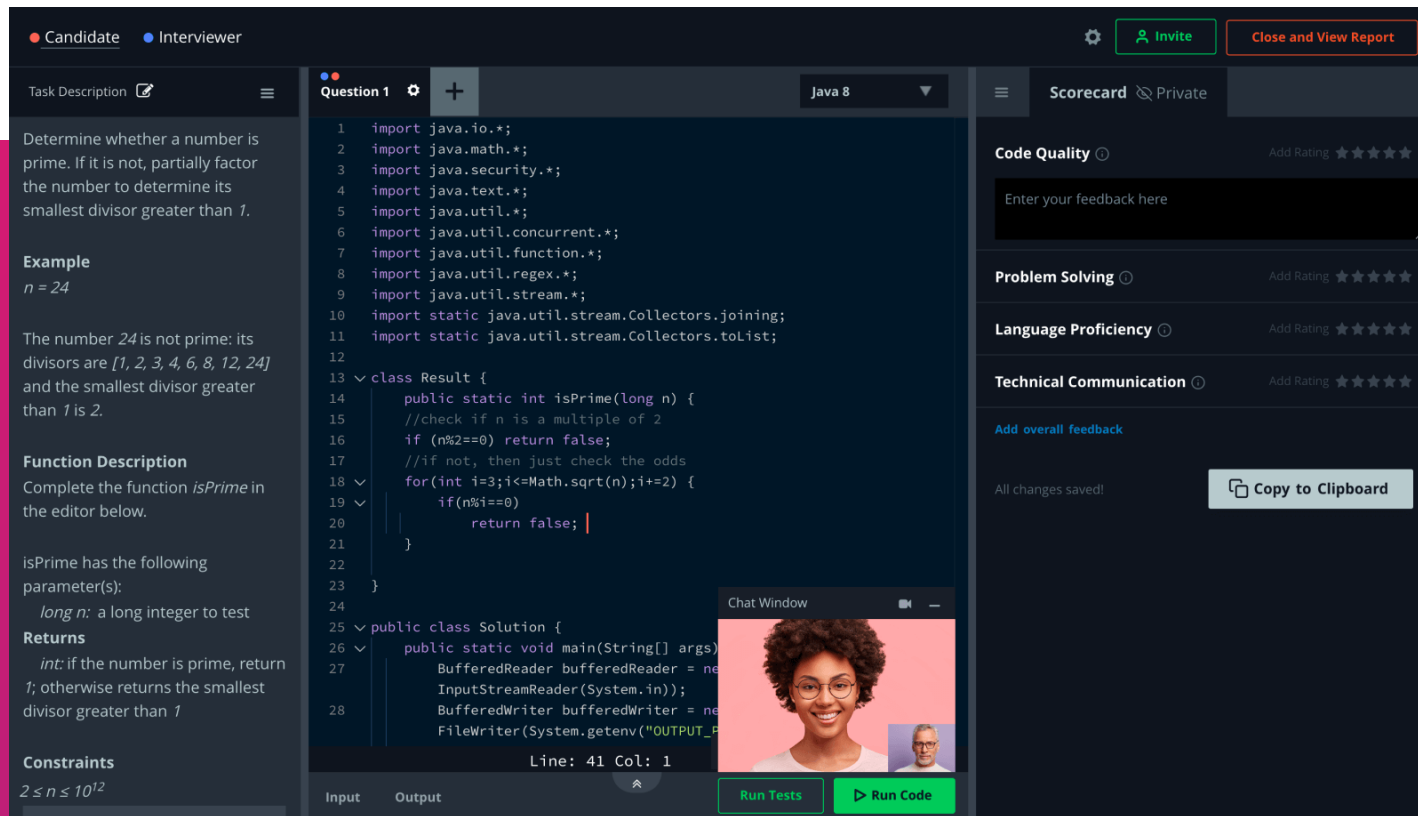 Candidate
Interviewer
Invite
Close and View Report
Task Description
Determine whether a number is
prime. If it is not, partially factor
the number to determine its
smallest divisor greater than 1.
Example
n = 24
The number 24 is not prime: its
divisors are [1, 2, 3, 4, 6, 8, 12, 24]
and the smallest divisor greater
than 1 is 2.
Function Description
Complete the function isPrime in
the editor below.
isPrime has the following
parameter(s):
long n: a long integer to test
Returns
int: if the number is prime, return
1; otherwise returns the smallest
divisor greater than 1
Constraints
2 ≤ n ≤ 10¹²
Question 1
+
Java 8
1 import java.io.*;
2 import java.math.*;
3 import java.security.*;
4 import java.text.*;
5 import java.util.*;
6 import java.util.concurrent.*;
7 import java.util.function.*;
8 import java.util.regex.*;
9 import java.util.stream.*;
10 import static java.util.stream.Collectors.joining;
11 import static java.util.stream.Collectors.toList;
12
13 class Result {
14 public static int isPrime(long n) {
15 //check if n is a multiple of 2
16 if (n%2==0) return false;
17 //if not, then just check the odds
18 for(int i=3;i<=Math.sqrt(n);i+=2) {
19 if(n%i==0)
20 return false;
21 }
22
23 }
24
25 public class Solution {
26 public static void main(String[] args)
27 BufferedReader bufferedReader = ne
InputStreamReader(System.in));
28 BufferedWriter bufferedWriter = ne
FileWriter(System.getenv("OUTPUT_P
Line: 41 Col: 1
Chat Window
Input
Output
Run Tests
Run Code
Scorecard
Private
Code Quality
Add Rating
Enter your feedback here
Problem Solving
Add Rating
Language Proficiency
Add Rating
Technical Communication
Add Rating
Add overall feedback
All changes saved!
Copy to Clipboard